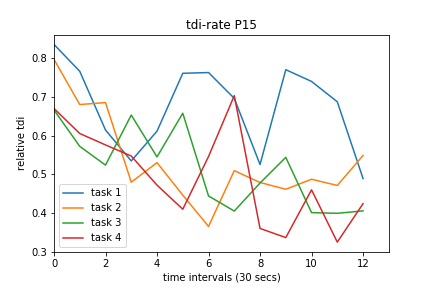 tdi-rate P15
relative tdi
0.8
0.7
0.6
0.5
0.4
0.3
task 1
task 2
task 3
task 4
0 2 4 6 8 10 12
time intervals (30 secs)